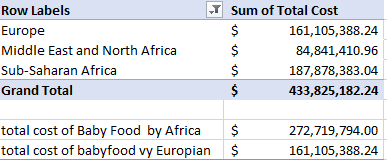 Row Labels Sum of Total Cost
Europe $ 161,105,388.24
Middle East and North Africa $ 84,841,410.96
Sub-Saharan Africa $ 187,878,383.04
Grand Total $ 433,825,182.24
total cost of Baby Food by Africa $ 272,719,794.00
total cost of babyfood vy Europian $ 161,105,388.24